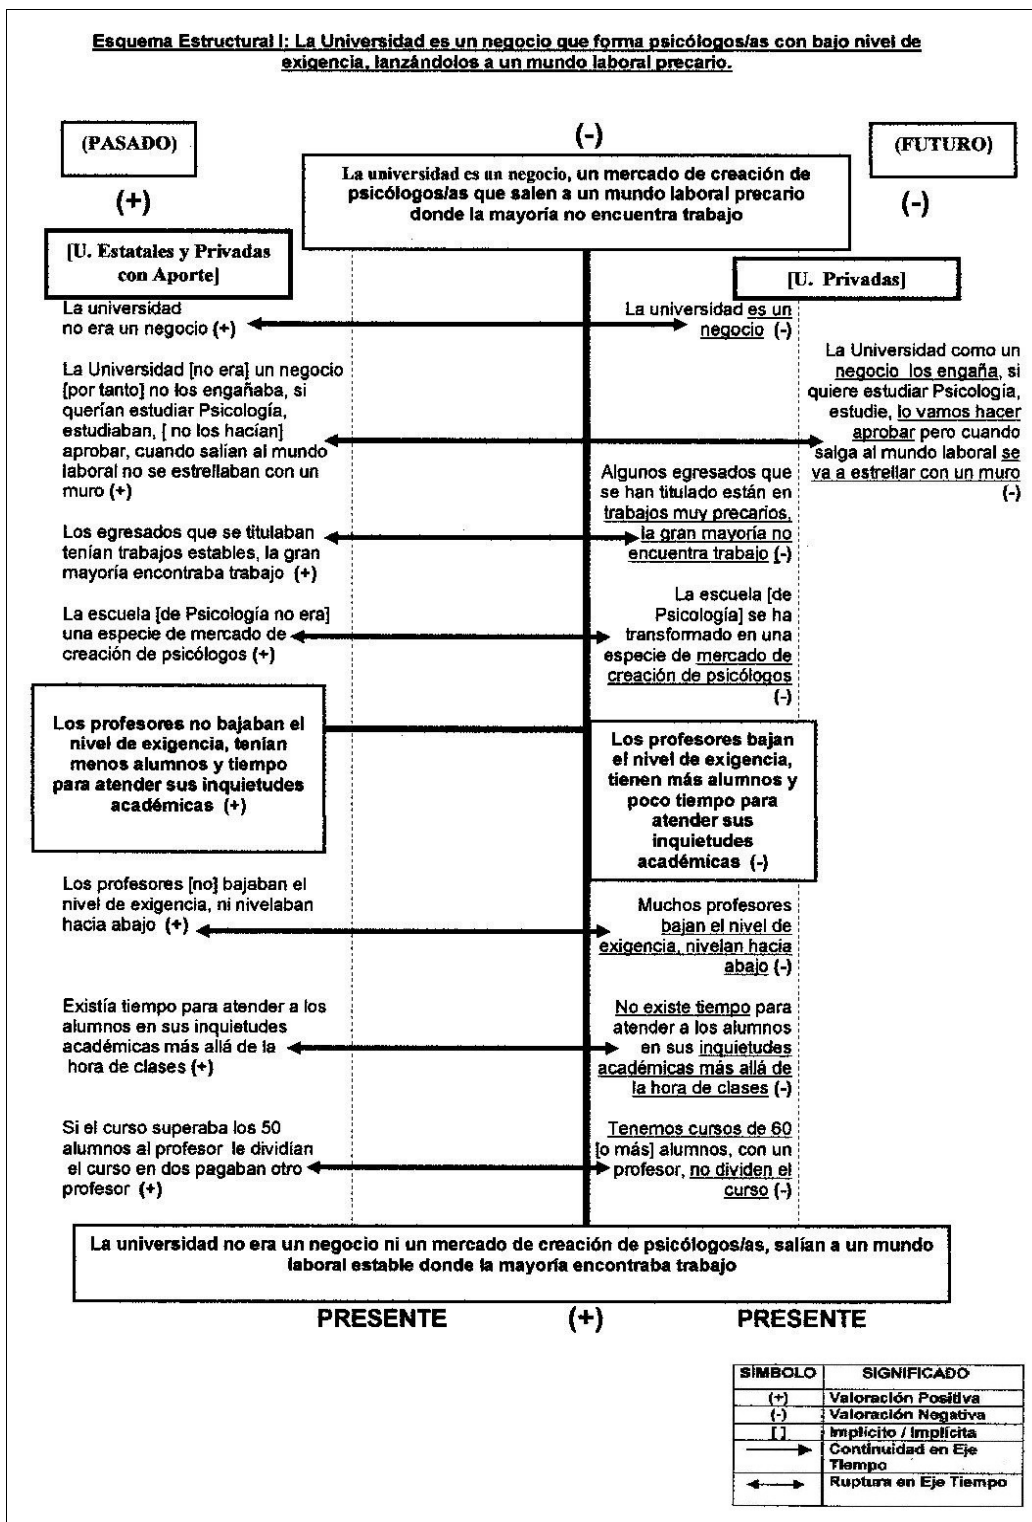 Esquema Estructural I: La Universidad es un negocio que forma psicólogos/as con bajo nivel de
exigencia, lanzándolos a un mundo laboral precario.
(PASADO)
(+)
(-)
(FUTURO)
(-)
La universidad es un negocio, un mercado de creación de
psicólogos/as que salen a un mundo laboral precario
donde la mayoría no encuentra trabajo
[U. Estatales y Privadas
con Aporte]
[U. Privadas]
La universidad
no era un negocio (+)
La universidad es un
negocio (-)
La Universidad [no era] un negocio
[por tanto] no los engañaba, si
querían estudiar Psicología,
estudiaban, [ no los hacían]
aprobar, cuando salían al mundo
laboral no se estrellaban con un
muro (+)
La Universidad como un
negocio los engaña, si
quiere estudiar Psicología,
estudie, lo vamos hacer
aprobar pero cuando
salga al mundo laboral se
va a estrellar con un muro
(-)
Los egresados que se titulaban
tenían trabajos estables, la gran
mayoría encontraba trabajo (+)
Algunos egresados que
se han titulado están en
trabajos muy precarios,
la gran mayoría no
encuentra trabajo (-)
La escuela [de Psicología no era]
una especie de mercado de
creación de psicólogos (+)
La escuela [de
Psicología] se ha
transformado en una
especie de mercado de
creación de psicólogos
(-)
Los profesores no bajaban el
nivel de exigencia, tenían
menos alumnos y tiempo
para atender sus inquietudes
académicas (+)
Los profesores bajan
el nivel de exigencia,
tienen más alumnos y
poco tiempo para
atender sus
inquietudes
académicas (-)
Los profesores [no] bajaban el
nivel de exigencia, ni nivelaban
hacia abajo (+)
Muchos profesores
bajan el nivel de
exigencia, nivelan hacia
abajo (-)
Existía tiempo para atender a los
alumnos en sus inquietudes
académicas más allá de la
hora de clases (+)
No existe tiempo para
atender a los alumnos
en sus inquietudes
académicas más allá de
la hora de clases (-)
Si el curso superaba los 50
alumnos al profesor le dividían
el curso en dos pagaban otro
profesor (+)
Tenemos cursos de 60
[o más] alumnos, con un
profesor, no dividen el
curso (-)
La universidad no era un negocio ni un mercado de creación de psicólogos/as, salían a un mundo
laboral estable donde la mayoría encontraba trabajo
PRESENTE (+) PRESENTE
SÍMBOLO SIGNIFICADO
(+) Valoración Positiva
(-) Valoración Negativa
[ ] Implícito / Implícita
Continuidad en Eje
Tiempo
Ruptura en Eje Tiempo